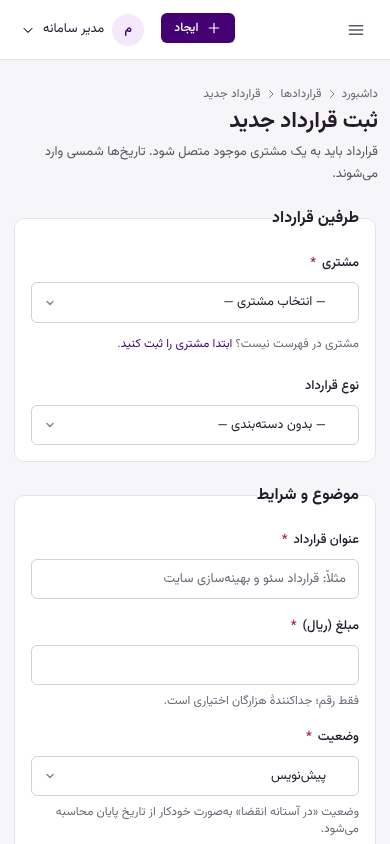 ایجاد
م
مدیر سامانه
داشبورد
قراردادها
قرارداد جدید
ثبت قرارداد جدید
قرارداد باید به یک مشتری موجود متصل شود. تاریخ‌ها شمسی وارد
می‌شوند.
طرفین قرارداد
مشتری *
— انتخاب مشتری —
مشتری در فهرست نیست؟ ابتدا مشتری را ثبت کنید.
نوع قرارداد
— بدون دسته‌بندی —
موضوع و شرایط
عنوان قرارداد *
مثلاً: قرارداد سئو و بهینه‌سازی سایت
مبلغ (ریال) *
فقط رقم؛ جداکنندهٔ هزارگان اختیاری است.
وضعیت *
پیش‌نویس
وضعیت «در آستانه انقضا» به‌صورت خودکار از تاریخ پایان محاسبه
می‌شود.